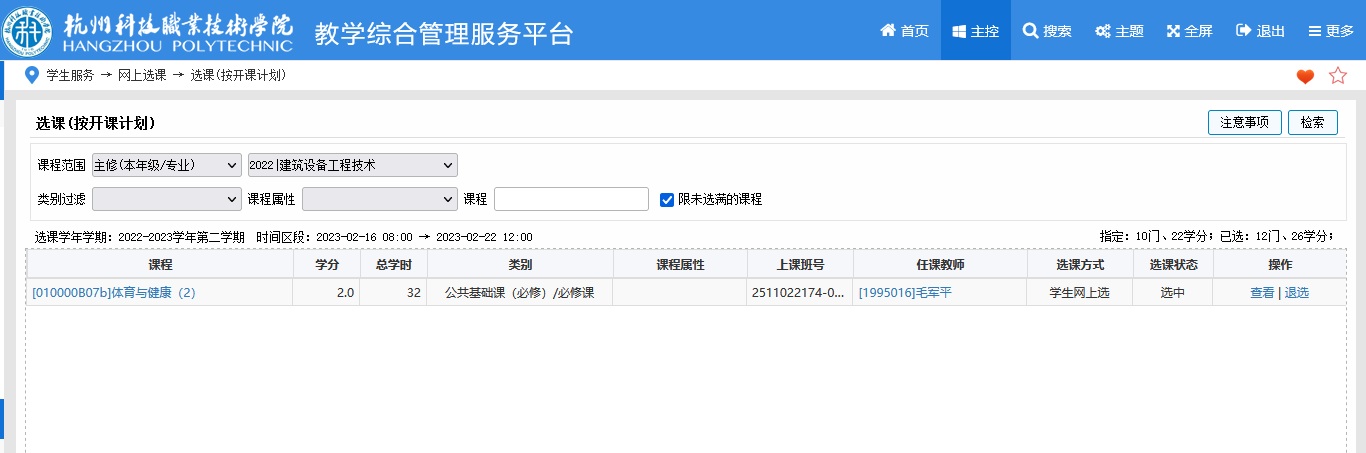 杭州科技職業技術學院
HANGZHOU POLYTECHNIC
教学综合管理服务平台
首页 主控 搜索 主题 全屏 退出 更多
学生服务 → 网上选课 → 选课(按开课计划)
选课(按开课计划)
注意事项 检索
课程范围 主修(本年级/专业) 2022|建筑设备工程技术
类别过滤 课程属性 课程 限未选满的课程
选课学年学期：2022-2023学年第二学期 时间区段：2023-02-16 08:00 → 2023-02-22 12:00 指定：10门、22学分；已选：12门、26学分；
课程 学分 总学时 类别 课程属性 上课班号 任课教师 选课方式 选课状态 操作
[010000B07b]体育与健康（2） 2.0 32 公共基础课（必修）/必修课 2511022174-0... [1995016]毛军平 学生网上选 选中 查看 | 退选